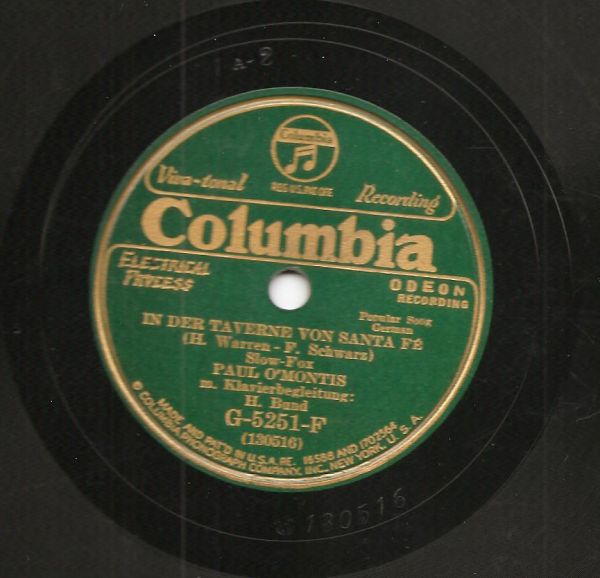 A-2
Columbia
REG. U.S. PAT. OFF.
Viva-tonal Recording
Columbia
ELECTRICAL
PROCESS
ODEON
RECORDING
Popular Song
German
IN DER TAVERNE VON SANTA FÉ
(H. Warren - F. Schwarz)
Slow-Fox
PAUL O'MONTIS
m. Klavierbegleitung:
H. Bund
G-5251-F
(130516)
MADE AND PAT'D IN U.S.A. RE. 16588 AND 1702564
© COLUMBIA PHONOGRAPH COMPANY, INC. NEW YORK, U. S. A.
130516